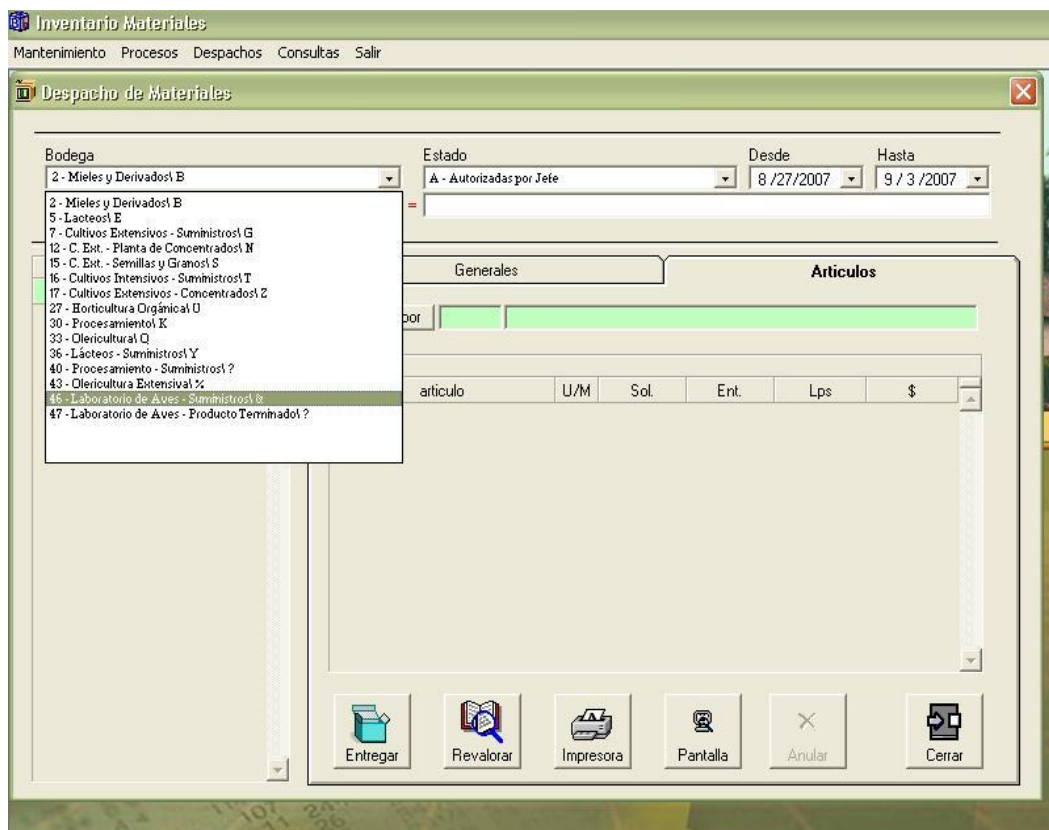 Inventario Materiales
Mantenimiento Procesos Despachos Consultas Salir
Despacho de Materiales
Bodega Estado Desde Hasta
2 - Mieles y Derivados\ B A - Autorizadas por Jefe 8 /27/2007 9 / 3 /2007
=
2 - Mieles y Derivados\ B
5 - Lacteos\ E
7 - Cultivos Extensivos - Suministros\ G
12 - C. Ext. - Planta de Concentrados\ N
15 - C. Ext. - Semillas y Granos\ S
16 - Cultivos Intensivos - Suministros\ T
17 - Cultivos Extensivos - Concentrados\ Z
27 - Horticultura Orgánica\ U
30 - Procesamiento\ K
33 - Olericultura\ Q
36 - Lácteos - Suministros\ Y
40 - Procesamiento - Suministros\ ?
43 - Olericultura Extensiva\ %
46 - Laboratorio de Aves - Suministros\ &
47 - Laboratorio de Aves - Producto Terminado\ ?
Generales Articulos
por
articulo U/M Sol. Ent. Lps $
Entregar Revalorar Impresora Pantalla Anular Cerrar